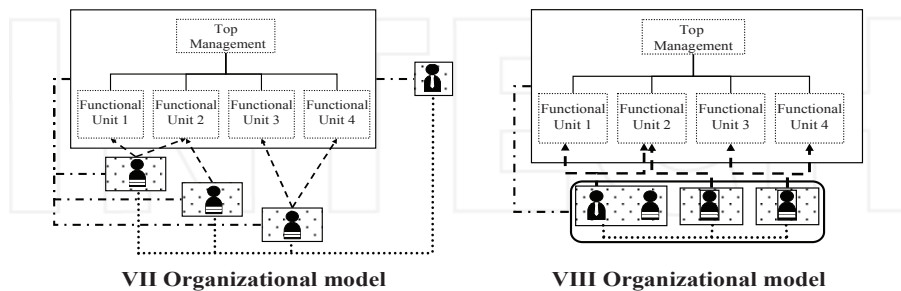 Top
Management
Functional
Unit 1
Functional
Unit 2
Functional
Unit 3
Functional
Unit 4
VII Organizational model
Top
Management
Functional
Unit 1
Functional
Unit 2
Functional
Unit 3
Functional
Unit 4
VIII Organizational model